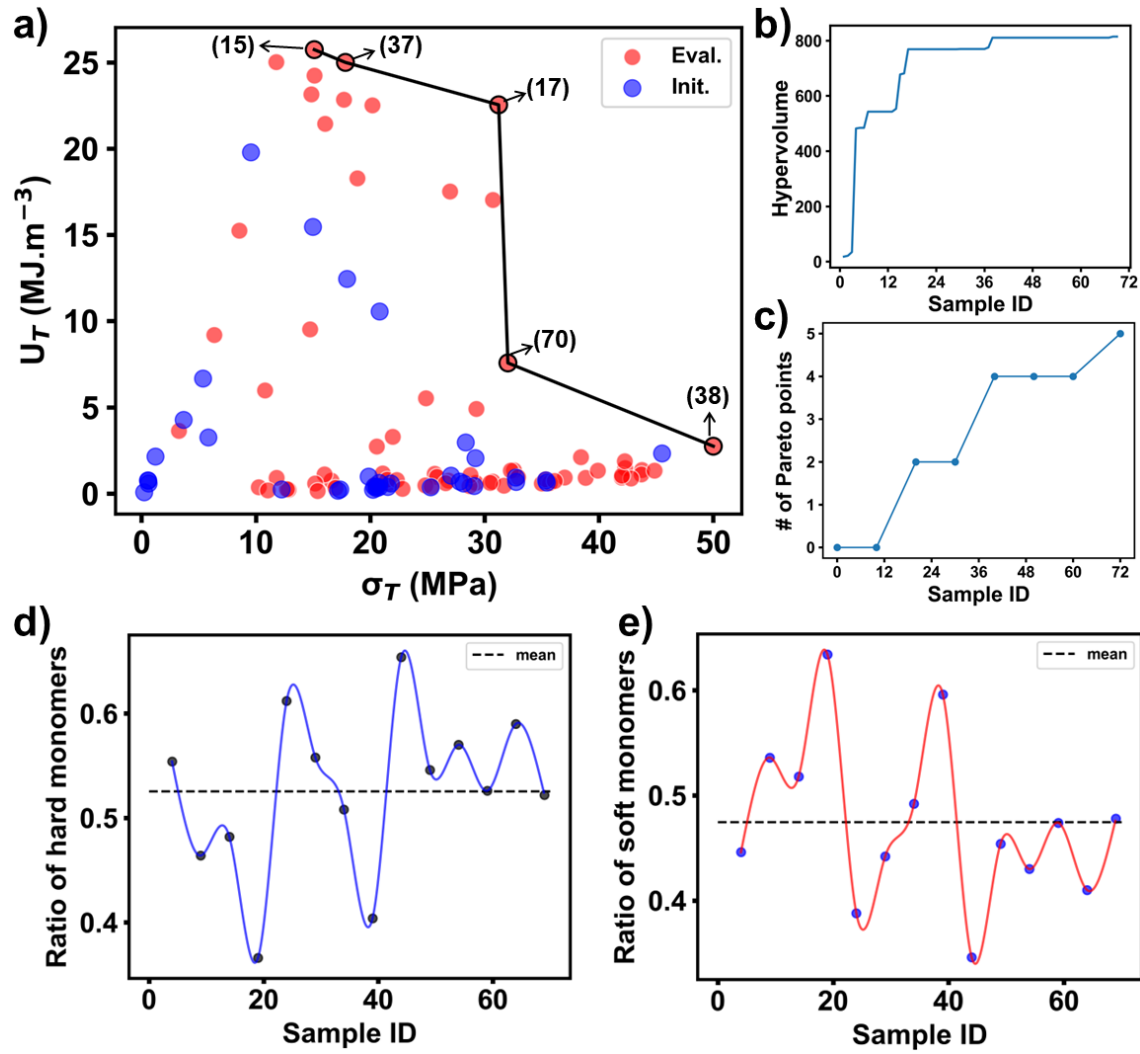 a)
(15)
(37)
(17)
(70)
(38)
Eval.
Init.
25
20
15
10
5
0
U_T (MJ.m⁻³)
0 10 20 30 40 50
σ_T (MPa)
b)
800
600
400
200
0
Hypervolume
0 12 24 36 48 60 72
Sample ID
c)
5
4
3
2
1
0
# of Pareto points
0 12 24 36 48 60 72
Sample ID
d)
mean
0.6
0.5
0.4
Ratio of hard monomers
0 20 40 60
Sample ID
e)
mean
0.6
0.5
0.4
Ratio of soft monomers
0 20 40 60
Sample ID